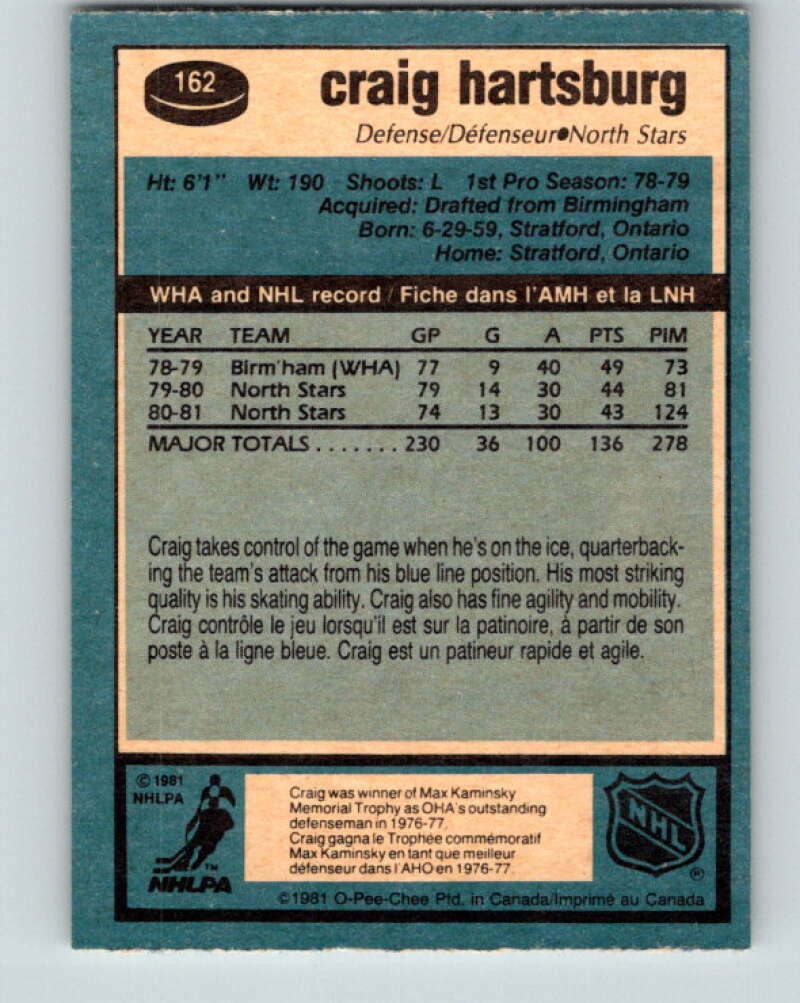 162
craig hartsburg
Defense/Défenseur●North Stars
Ht: 6'1" Wt: 190 Shoots: L 1st Pro Season: 78-79
Acquired: Drafted from Birmingham
Born: 6-29-59, Stratford, Ontario
Home: Stratford, Ontario
WHA and NHL record / Fiche dans l'AMH et la LNH
YEAR TEAM GP G A PTS PIM
78-79 Birm'ham (WHA) 77 9 40 49 73
79-80 North Stars 79 14 30 44 81
80-81 North Stars 74 13 30 43 124
MAJOR TOTALS ....... 230 36 100 136 278
Craig takes control of the game when he's on the ice, quarterback-
ing the team's attack from his blue line position. His most striking
quality is his skating ability. Craig also has fine agility and mobility.
Craig contrôle le jeu lorsqu'il est sur la patinoire, à partir de son
poste à la ligne bleue. Craig est un patineur rapide et agile.
© 1981
NHLPA
TM
NHLPA
Craig was winner of Max Kaminsky
Memorial Trophy as OHA's outstanding
defenseman in 1976-77.
Craig gagna le Trophée commémoratif
Max Kaminsky en tant que meilleur
défenseur dans l'AHO en 1976-77.
NHL
®
©1981 O-Pee-Chee Ptd. in Canada/Imprimé au Canada